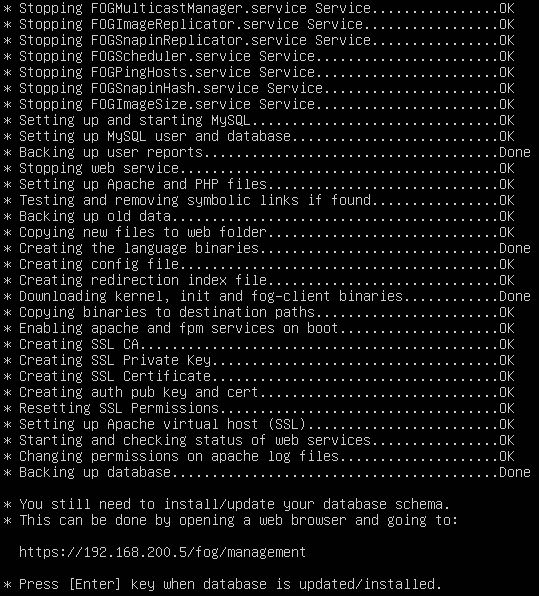 * Stopping FOGMulticastManager.service Service................OK
* Stopping FOGImageReplicator.service Service.................OK
* Stopping FOGSnapinReplicator.service Service................OK
* Stopping FOGScheduler.service Service.......................OK
* Stopping FOGPingHosts.service Service.......................OK
* Stopping FOGSnapinHash.service Service......................OK
* Stopping FOGImageSize.service Service.......................OK
* Setting up and starting MySQL...............................OK
* Setting up MySQL user and database..........................OK
* Backing up user reports.....................................Done
* Stopping web service........................................OK
* Setting up Apache and PHP files.............................OK
* Testing and removing symbolic links if found................OK
* Backing up old data.........................................OK
* Copying new files to web folder.............................OK
* Creating the language binaries..............................Done
* Creating config file........................................OK
* Creating redirection index file.............................OK
* Downloading kernel, init and fog-client binaries............Done
* Copying binaries to destination paths.......................OK
* Enabling apache and fpm services on boot....................OK
* Creating SSL CA.............................................OK
* Creating SSL Private Key....................................OK
* Creating SSL Certificate....................................OK
* Creating auth pub key and cert..............................OK
* Resetting SSL Permissions...................................OK
* Setting up Apache virtual host (SSL)........................OK
* Starting and checking status of web services................OK
* Changing permissions on apache log files....................OK
* Backing up database.........................................Done
* You still need to install/update your database schema.
* This can be done by opening a web browser and going to:
https://192.168.200.5/fog/management
* Press [Enter] key when database is updated/installed.